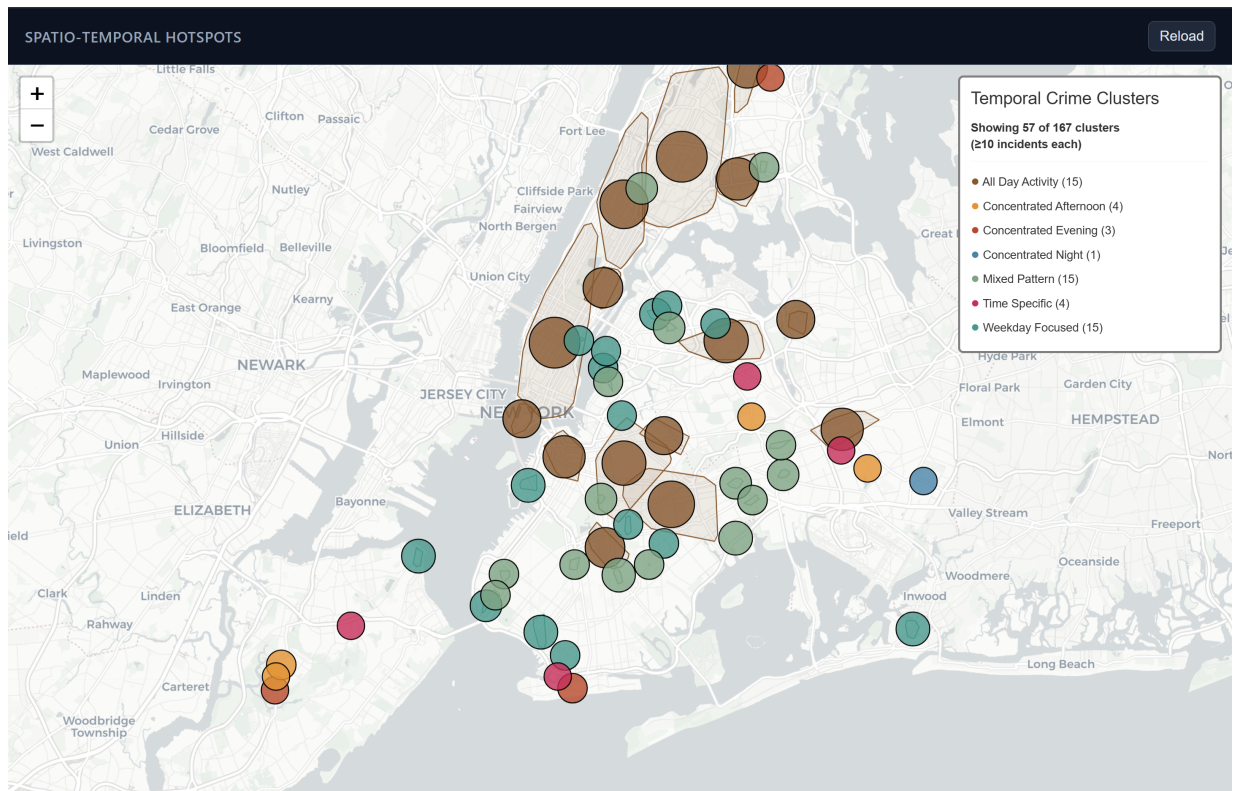 SPATIO-TEMPORAL HOTSPOTS
Reload
+
−
Temporal Crime Clusters
Showing 57 of 167 clusters
(≥10 incidents each)
All Day Activity (15)
Concentrated Afternoon (4)
Concentrated Evening (3)
Concentrated Night (1)
Mixed Pattern (15)
Time Specific (4)
Weekday Focused (15)
Little Falls
Clifton
Passaic
Cedar Grove
Fort Lee
West Caldwell
Nutley
Cliffside Park
Fairview
North Bergen
Great
Livingston
Bloomfield
Belleville
Union City
Kearny
East Orange
Hyde Park
NEWARK
Maplewood
Irvington
JERSEY CITY
Floral Park
Garden City
NEW YORK
HEMPSTEAD
Elmont
Hillside
Union
Bayonne
ELIZABETH
Valley Stream
Freeport
Oceanside
Woodmere
Clark
Linden
Inwood
Rahway
Long Beach
Carteret
Woodbridge
Township